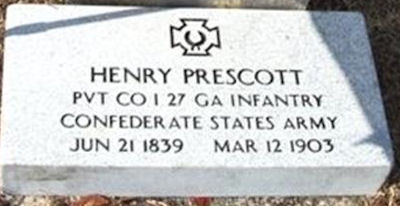 HENRY PRESCOTT
PVT CO I 27 GA INFANTRY
CONFEDERATE STATES ARMY
JUN 21 1839 MAR 12 1903